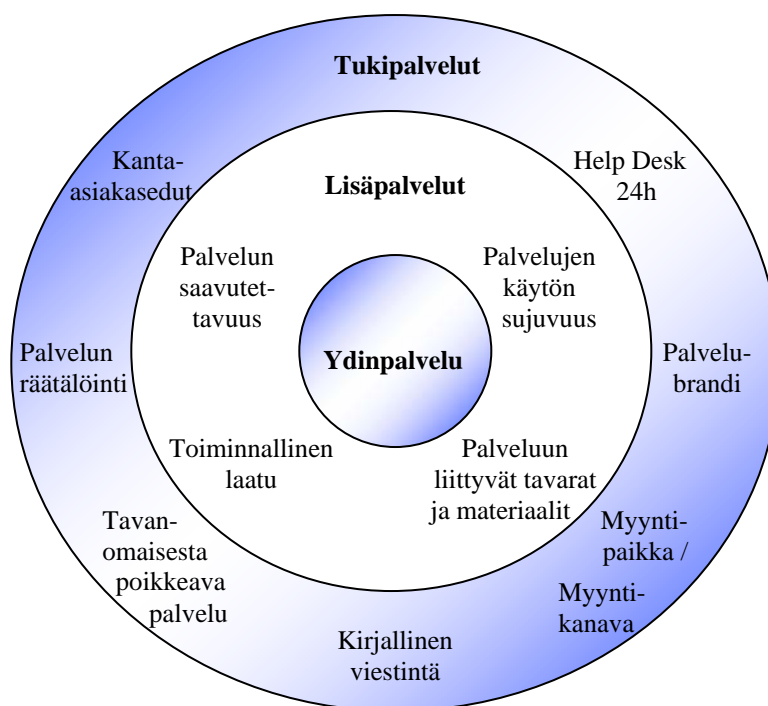 Tukipalvelut
Kanta-
asiakasedut
Help Desk
24h
Lisäpalvelut
Palvelun
saavutet-
tavuus
Palvelujen
käytön
sujuvuus
Palvelun
räätälöinti
Ydinpalvelu
Palvelu-
brandi
Toiminnallinen
laatu
Palveluun
liittyvät tavarat
ja materiaalit
Tavan-
omaisesta
poikkeava
palvelu
Myynti-
paikka /
Myynti-
kanava
Kirjallinen
viestintä